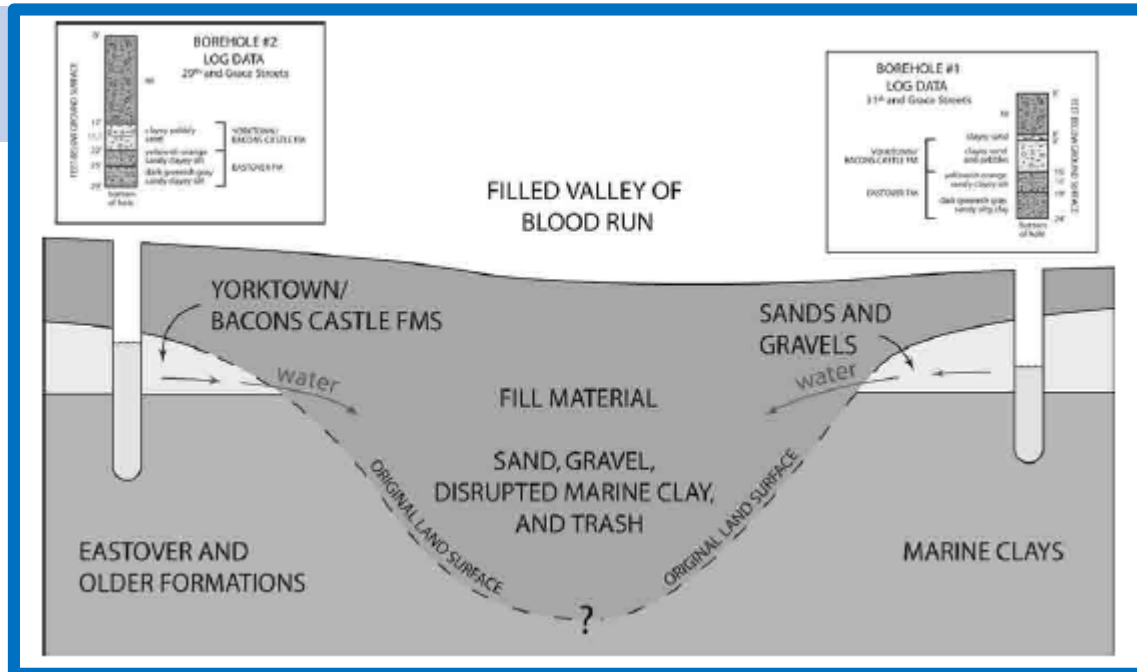 BOREHOLE #2
LOG DATA
29th and Grace Streets
FEET BELOW GROUND SURFACE
0'
fill
clayey pebbly
sand
yellowish orange
sandy clayey silt
dark greenish gray
sandy clayey silt
YORKTOWN/
BACONS CASTLE FM
EASTOVER FM
bottom
of hole
BOREHOLE #1
LOG DATA
31st and Grace Streets
fill
clayey sand
clayey sand
and pebbles
yellowish orange
sandy clayey silt
dark greenish gray
sandy silty clay
YORKTOWN/
BACONS CASTLE FM
EASTOVER FM
FEET BELOW GROUND SURFACE
24'
bottom
of hole
FILLED VALLEY OF
BLOOD RUN
YORKTOWN/
BACONS CASTLE FMS
SANDS AND
GRAVELS
water
water
FILL MATERIAL
SAND, GRAVEL,
DISRUPTED MARINE CLAY,
AND TRASH
ORIGINAL LAND SURFACE
ORIGINAL LAND SURFACE
EASTOVER AND
OLDER FORMATIONS
MARINE CLAYS
?